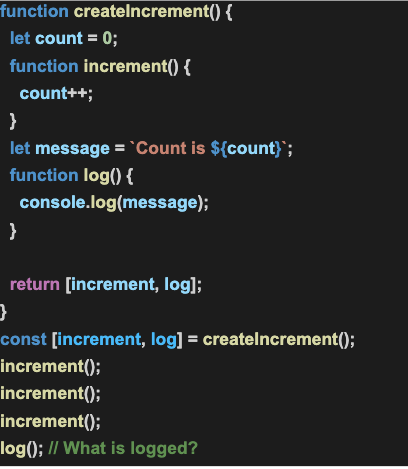 function createIncrement() {
let count = 0;
function increment() {
count++;
}
let message = `Count is ${count}`;
function log() {
console.log(message);
}
return [increment, log];
}
const [increment, log] = createIncrement();
increment();
increment();
increment();
log(); // What is logged?